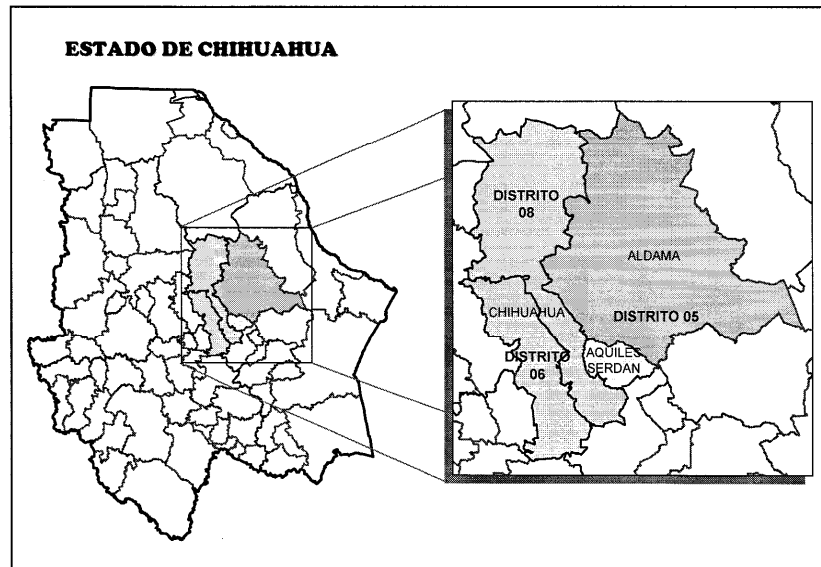 ESTADO DE CHIHUAHUA
DISTRITO
08
ALDAMA
DISTRITO 05
CHIHUAHUA
DISTRITO
06
AQUILES
SERDAN